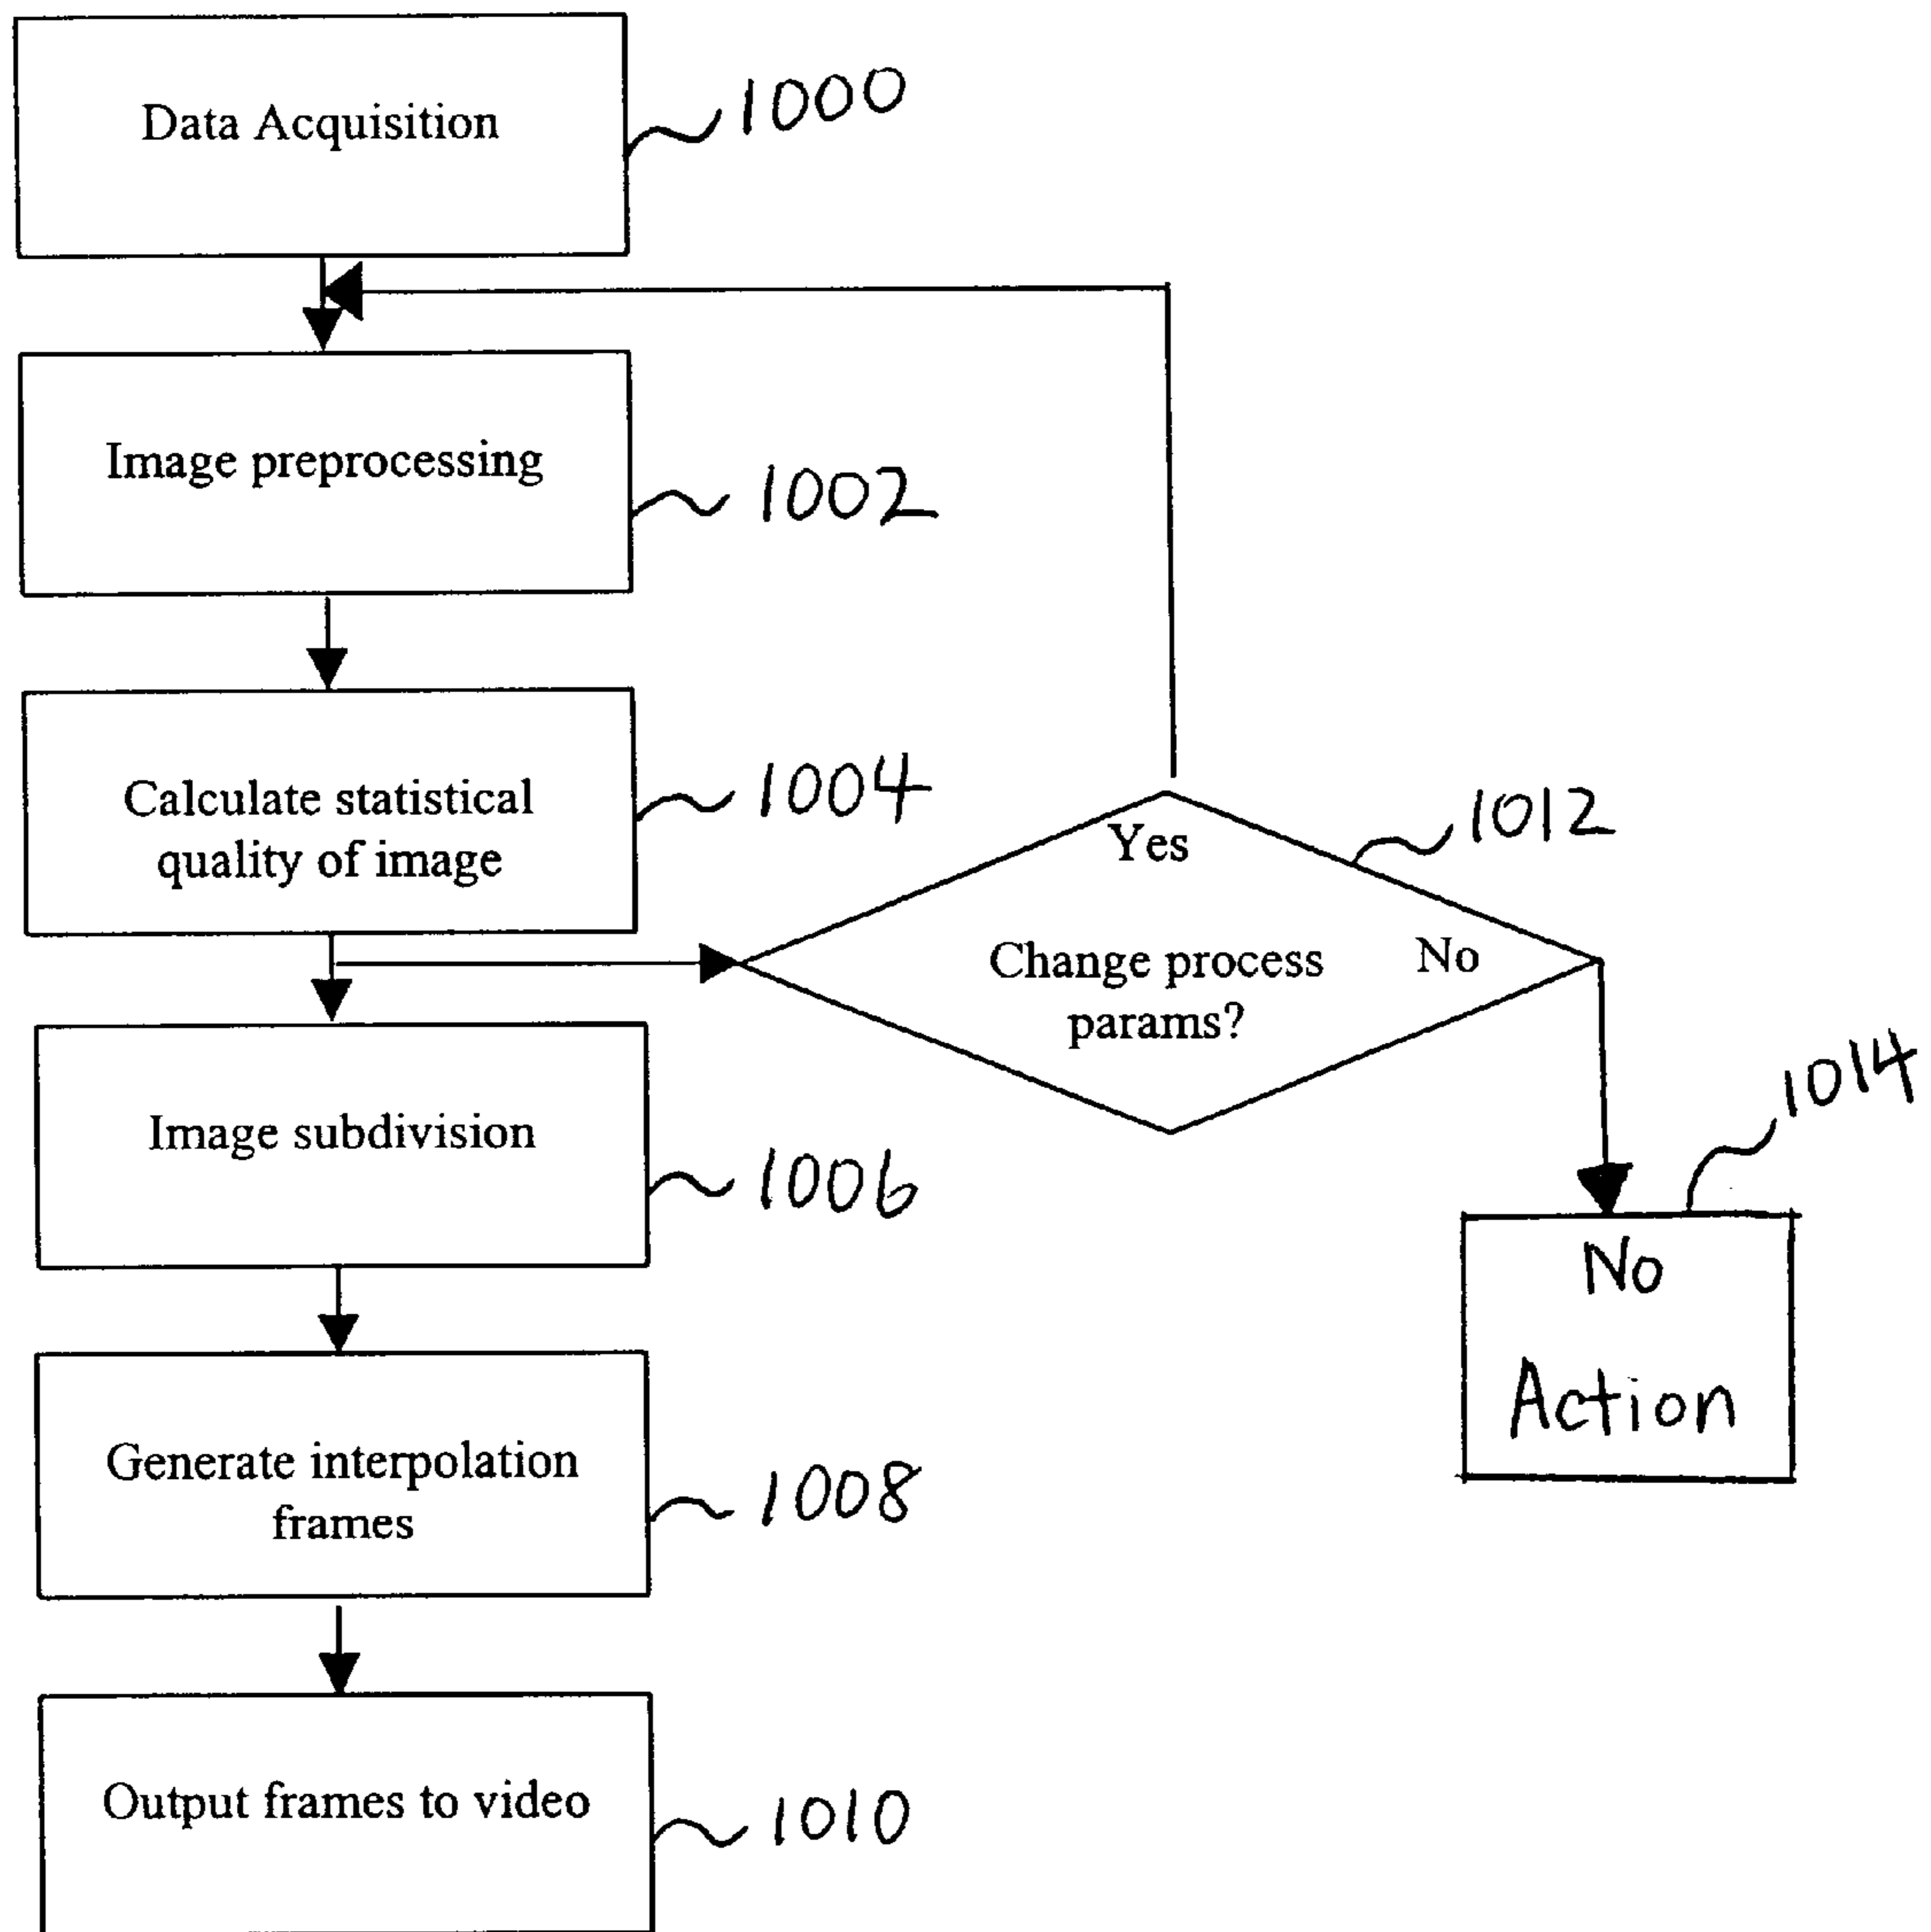 Data Acquisition
1000
Image preprocessing
1002
Calculate statistical
quality of image
1004
Yes
1012
Change process
params?
No
Image subdivision
1006
1014
No
Action
Generate interpolation
frames
1008
Output frames to video
1010